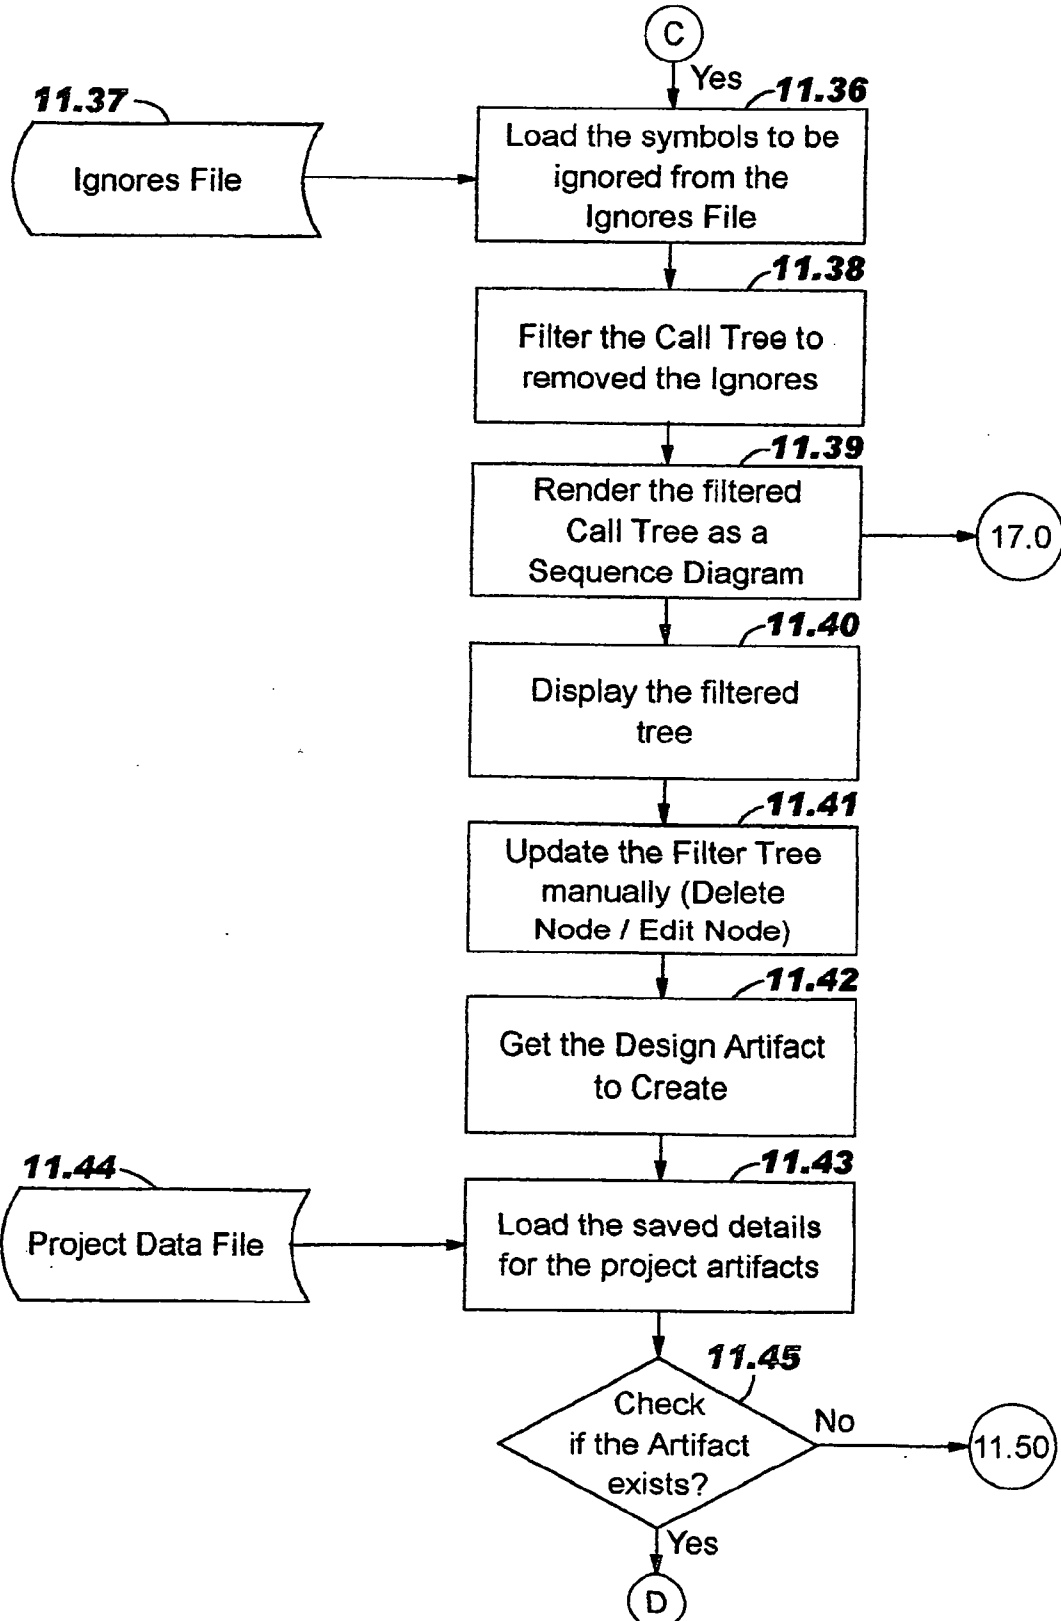 C
Yes
11.36
11.37
Ignores File
Load the symbols to be
ignored from the
Ignores File
11.38
Filter the Call Tree to
removed the Ignores
11.39
Render the filtered
Call Tree as a
Sequence Diagram
17.0
11.40
Display the filtered
tree
11.41
Update the Filter Tree
manually (Delete
Node / Edit Node)
11.42
Get the Design Artifact
to Create
11.43
11.44
Project Data File
Load the saved details
for the project artifacts
11.45
Check
if the Artifact
exists?
No
11.50
Yes
D